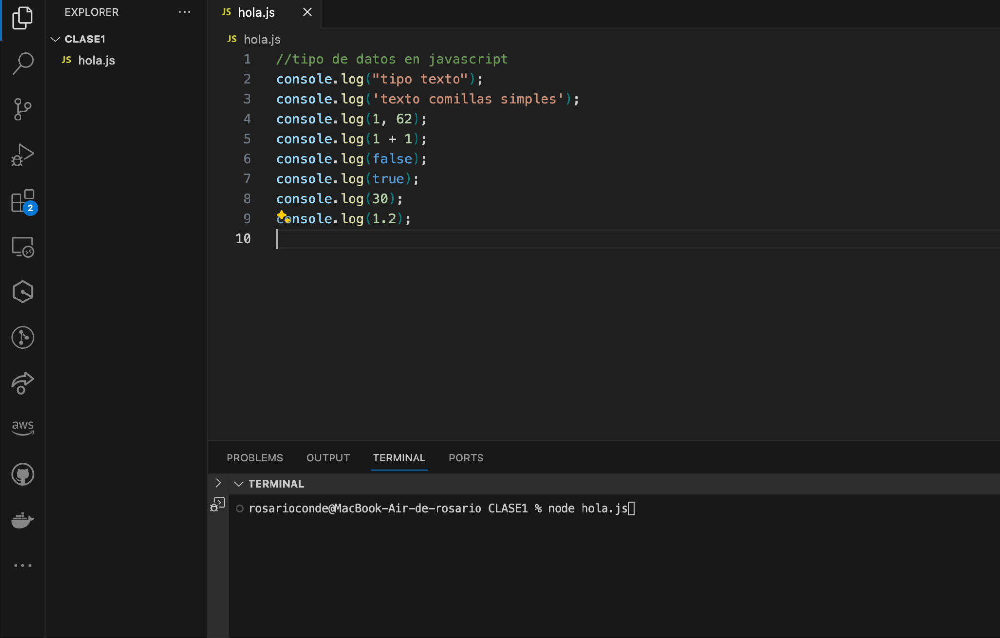 EXPLORER
CLASE1
JS hola.js
2
aws
JS hola.js
JS hola.js
1 //tipo de datos en javascript
2 console.log("tipo texto");
3 console.log('texto comillas simples');
4 console.log(1, 62);
5 console.log(1 + 1);
6 console.log(false);
7 console.log(true);
8 console.log(30);
9 console.log(1.2);
10
PROBLEMS OUTPUT TERMINAL PORTS
TERMINAL
rosarioconde@MacBook-Air-de-rosario CLASE1 % node hola.js